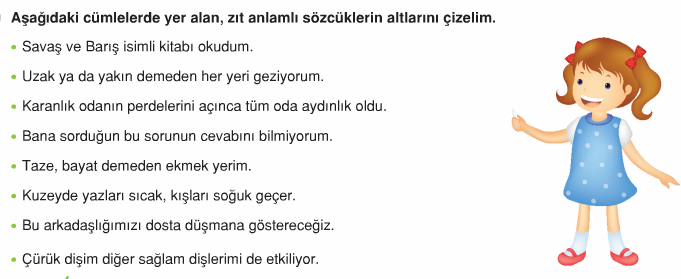 Aşağıdaki cümlelerde yer alan, zıt anlamlı sözcüklerin altlarını çizelim.
• Savaş ve Barış isimli kitabı okudum.
• Uzak ya da yakın demeden her yeri geziyorum.
• Karanlık odanın perdelerini açınca tüm oda aydınlık oldu.
• Bana sorduğun bu sorunun cevabını bilmiyorum.
• Taze, bayat demeden ekmek yerim.
• Kuzeyde yazları sıcak, kışları soğuk geçer.
• Bu arkadaşlığımızı dosta düşmana göstereceğiz.
• Çürük dişim diğer sağlam dişlerimi de etkiliyor.